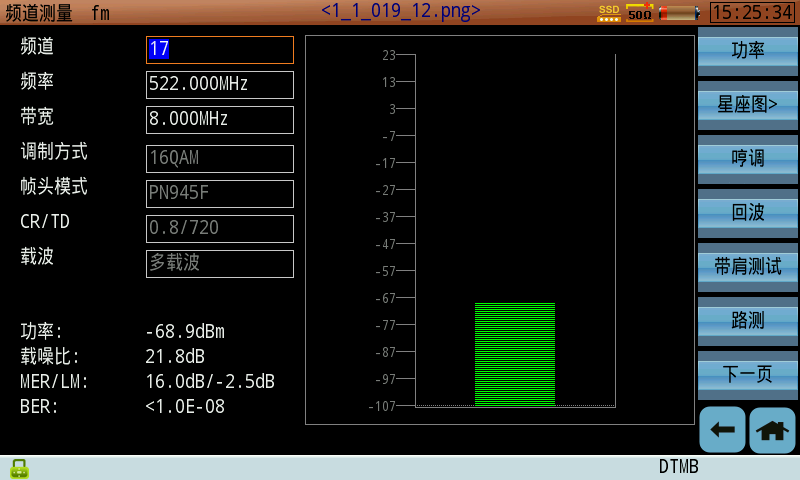 频道测量 fm <1_1_019_12.png> SSD 50Ω 15:25:34
频道 17
频率 522.000MHz
带宽 8.000MHz
调制方式 16QAM
帧头模式 PN945F
CR/TD 0.8/720
载波 多载波
功率: -68.9dBm
载噪比: 21.8dB
MER/LM: 16.0dB/-2.5dB
BER: <1.0E-08
23
13
3
-7
-17
-27
-37
-47
-57
-67
-77
-87
-97
-107
功率
星座图>
哼调
回波
带肩测试
路测
下一页
DTMB